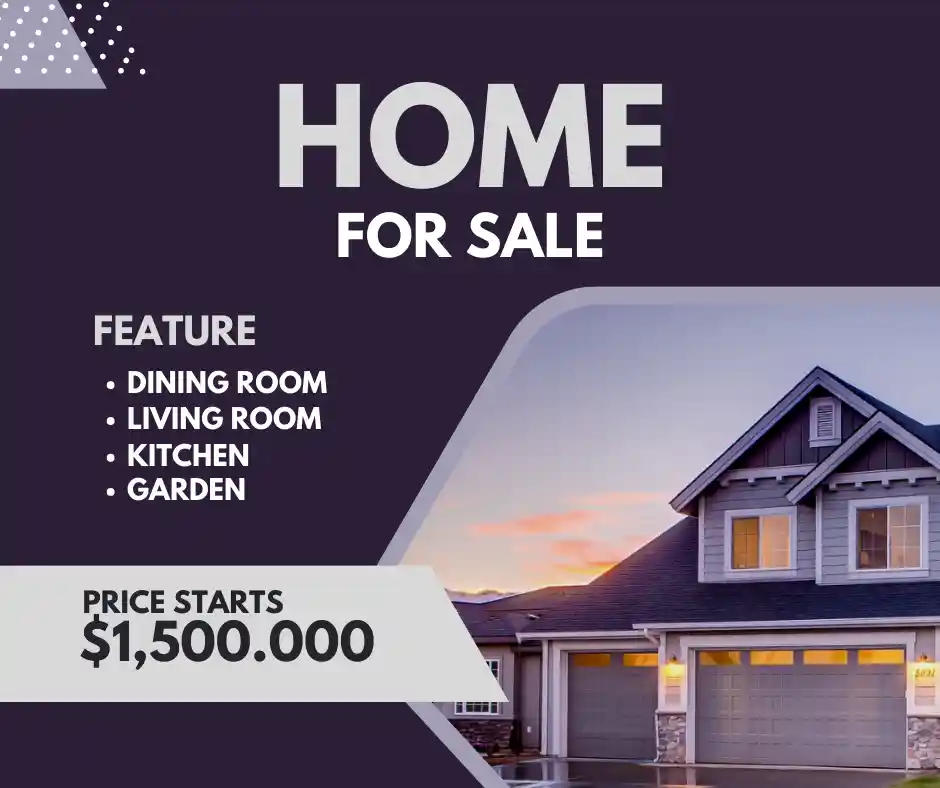 HOME
FOR SALE
FEATURE
• DINING ROOM
• LIVING ROOM
• KITCHEN
• GARDEN
PRICE STARTS
$1,500.000